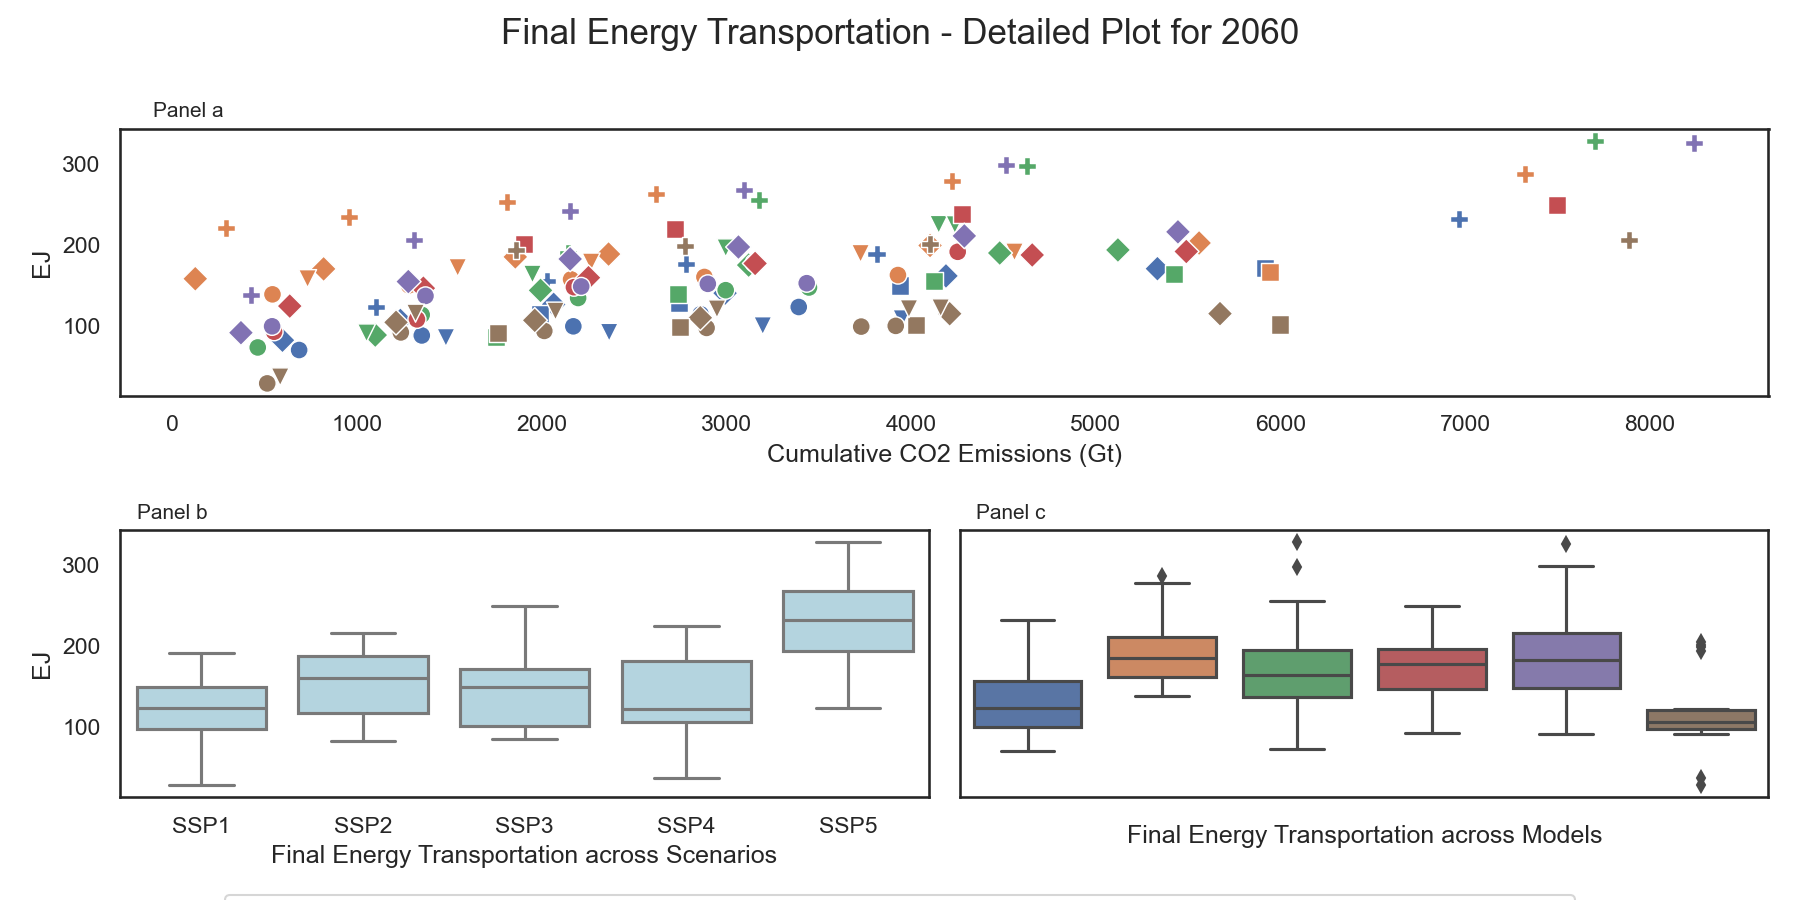 Final Energy Transportation - Detailed Plot for 2060
Panel a
300
200
100
EJ
0 1000 2000 3000 4000 5000 6000 7000 8000
Cumulative CO2 Emissions (Gt)
Panel b
300
200
100
EJ
SSP1 SSP2 SSP3 SSP4 SSP5
Final Energy Transportation across Scenarios
Panel c
Final Energy Transportation across Models